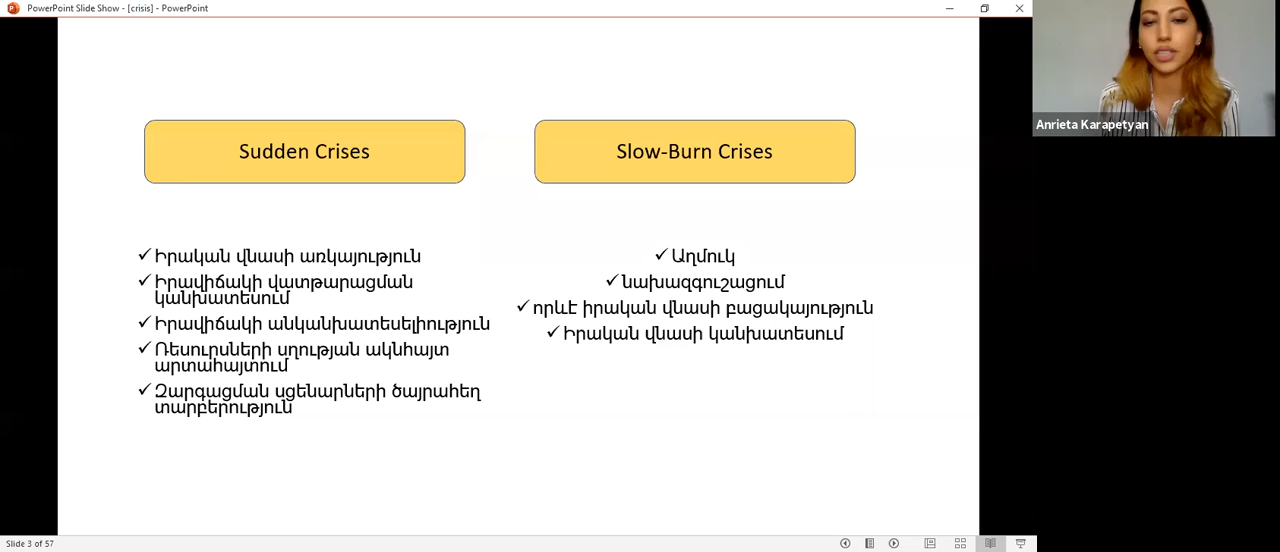 PowerPoint Slide Show - [crisis] - PowerPoint
Anrieta Karapetyan
Sudden Crises
✓ Իրական վնասի առկայություն
✓ Իրավիճակի վատթարացման
կանխատեսում
✓ Իրավիճակի անկանխատեսելիություն
✓ Ռեսուրսների սղության ակնհայտ
արտահայտում
✓ Զարգացման սցենարների ծայրահեղ
տարբերություն
Slow-Burn Crises
✓ Աղմուկ
✓ նախազգուշացում
✓ որևէ իրական վնասի բացակայություն
✓ Իրական վնասի կանխատեսում
Slide 3 of 57